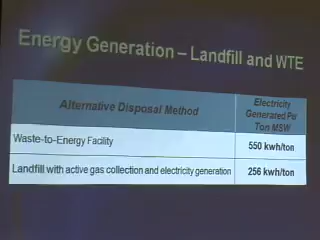 Energy Generation – Landfill and WTE
Alternative Disposal Method
Electricity
Generated Per
Ton MSW
Waste-to-Energy Facility
550 kwh/ton
Landfill with active gas collection and electricity generation
256 kwh/ton